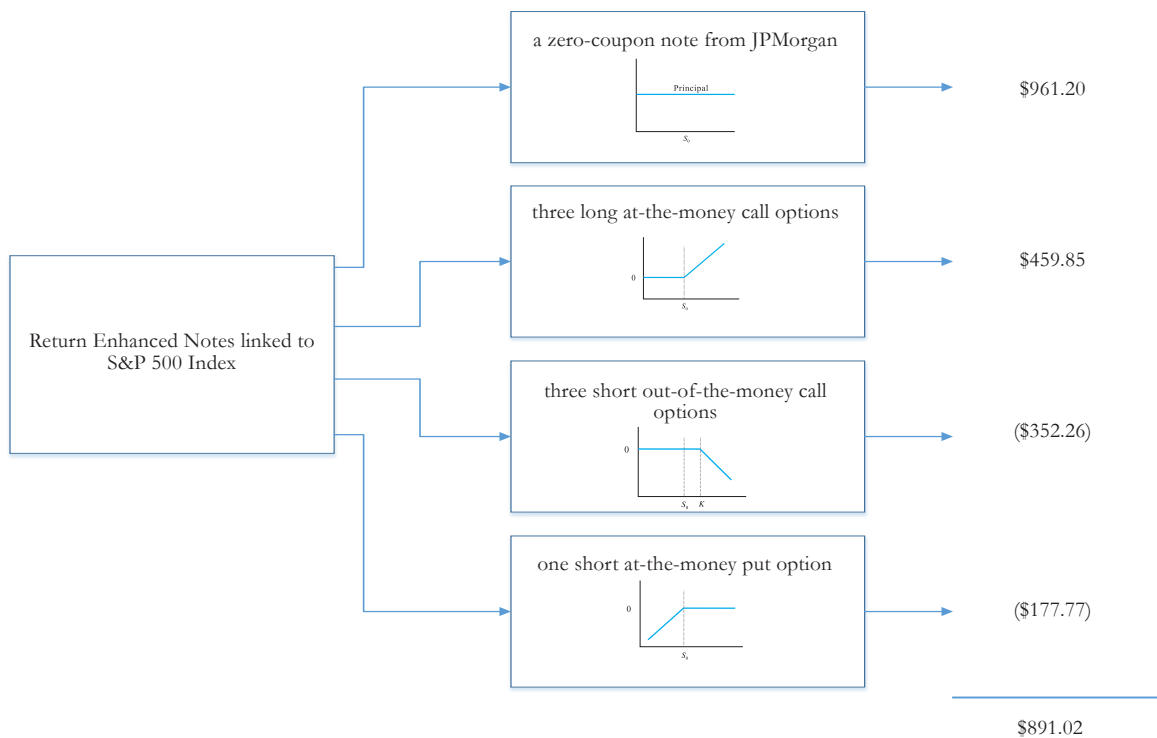 a zero-coupon note from JPMorgan
Principal
S₀
$961.20
three long at-the-money call options
0
S₀
$459.85
Return Enhanced Notes linked to
S&P 500 Index
three short out-of-the-money call
options
0
S₀ K
($352.26)
one short at-the-money put option
0
S₀
($177.77)
$891.02